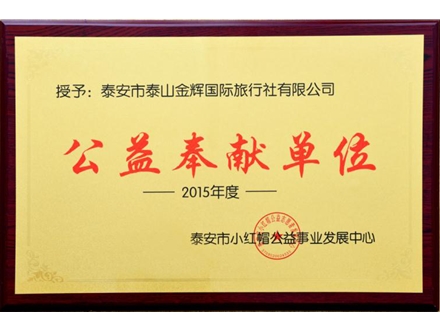 授予：泰安市泰山金辉国际旅行社有限公司
公益奉献单位
— 2015年度 —
泰安市小红帽公益事业发展中心